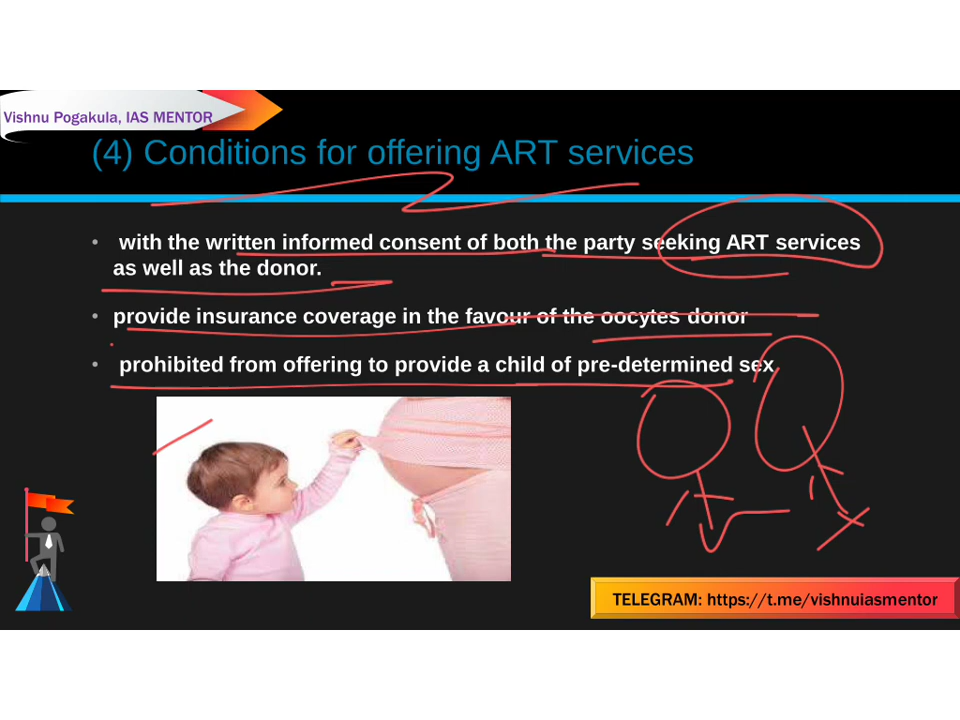 Vishnu Pogakula, IAS MENTOR
(4) Conditions for offering ART services
• with the written informed consent of both the party seeking ART services
as well as the donor.
• provide insurance coverage in the favour of the oocytes donor
• prohibited from offering to provide a child of pre-determined sex
TELEGRAM: https://t.me/vishnuiasmentor